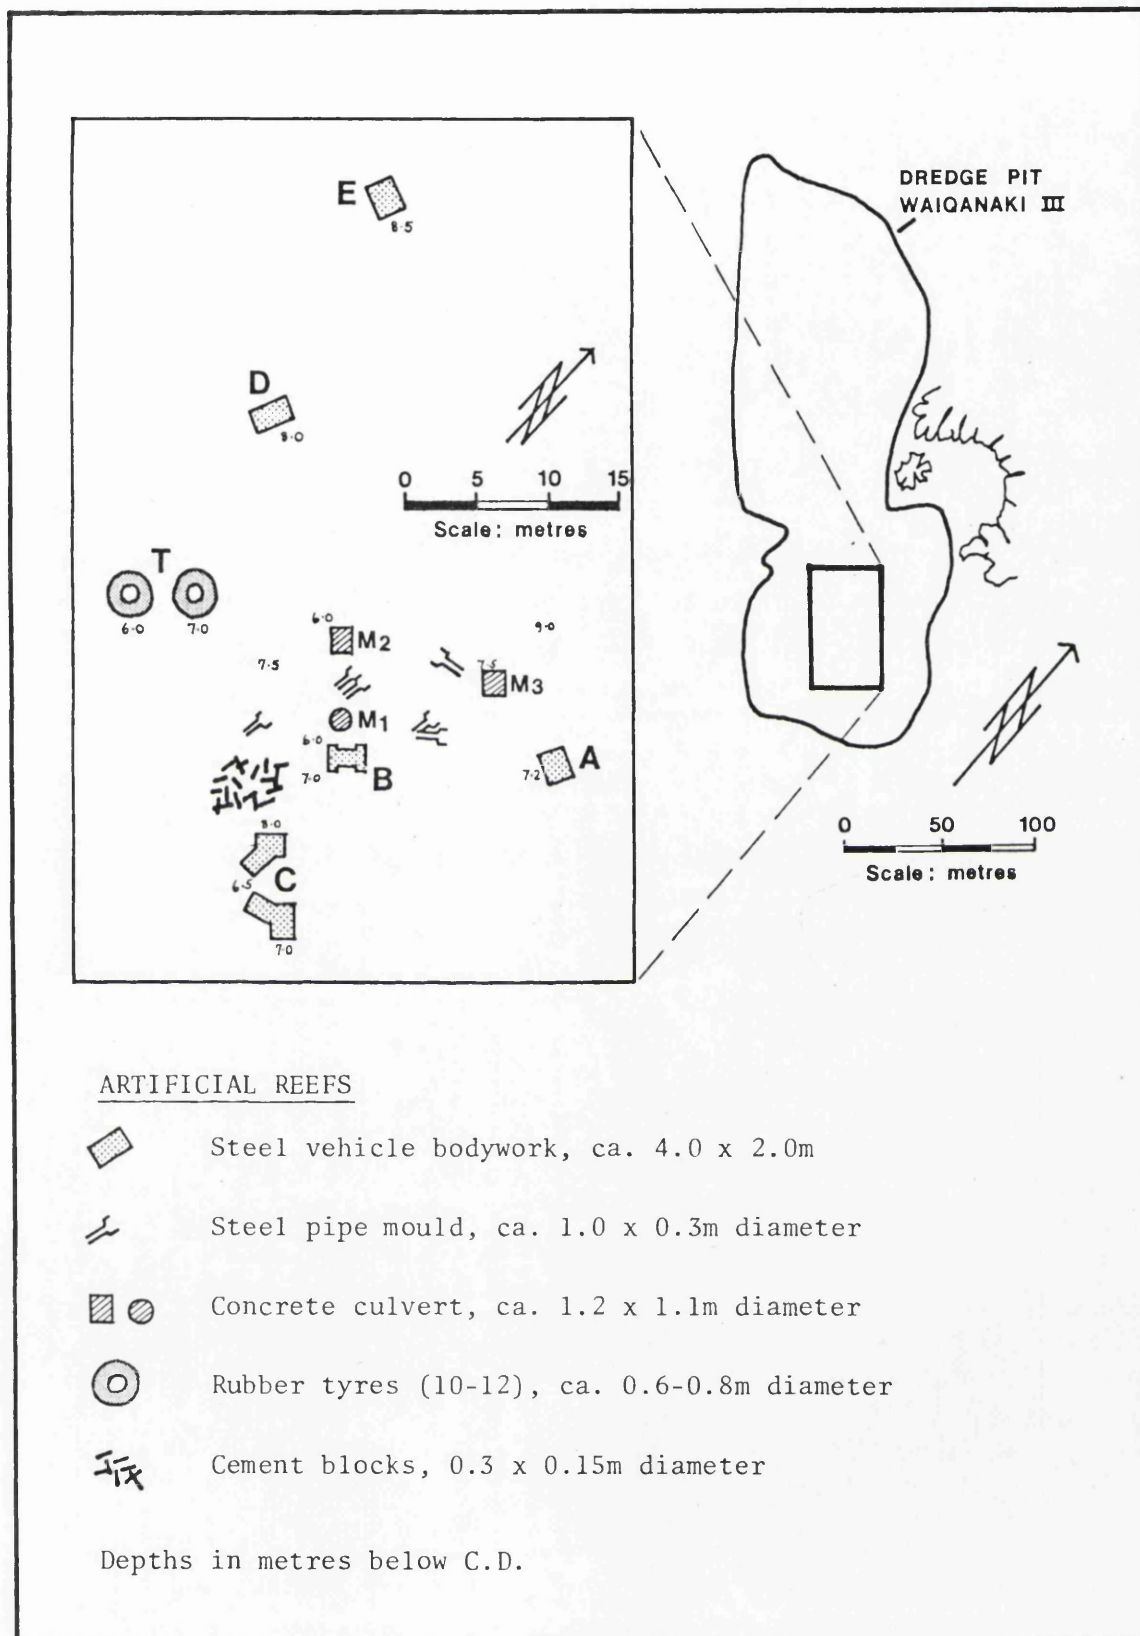 DREDGE PIT
WAIQANAKI III
E
8·5
D
8·0
0 5 10 15
Scale: metres
T
6·0 7·0
6·0
M2
9·0
7·5
7·5
M3
M1
6·0
7·0
B
7·2
A
8·0
6·5
C
7·0
0 50 100
Scale: metres
ARTIFICIAL REEFS
Steel vehicle bodywork, ca. 4.0 x 2.0m
Steel pipe mould, ca. 1.0 x 0.3m diameter
Concrete culvert, ca. 1.2 x 1.1m diameter
Rubber tyres (10-12), ca. 0.6-0.8m diameter
Cement blocks, 0.3 x 0.15m diameter
Depths in metres below C.D.